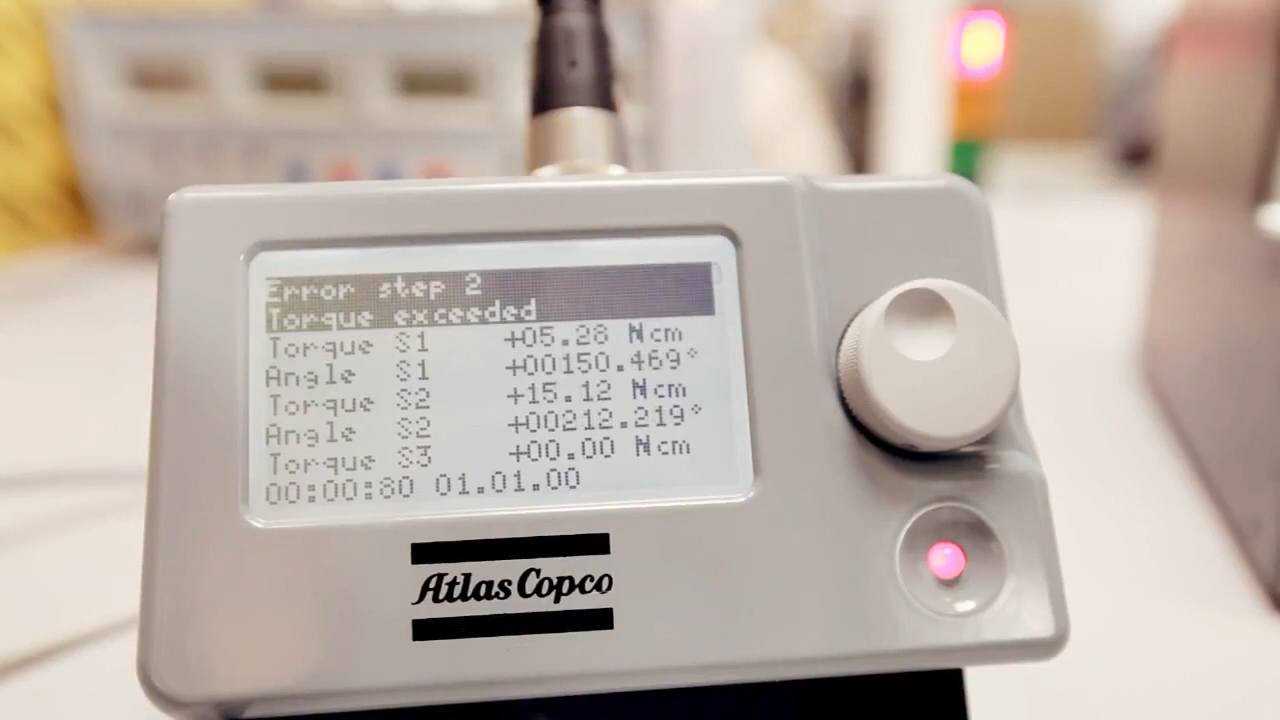 Error step 2
Torque exceeded
Torque S1 +05.28 Ncm
Angle S1 +00150.469°
Torque S2 +15.12 Ncm
Angle S2 +00212.219°
Torque S3 +00.00 Ncm
00:00:80 01.01.00
Atlas Copco